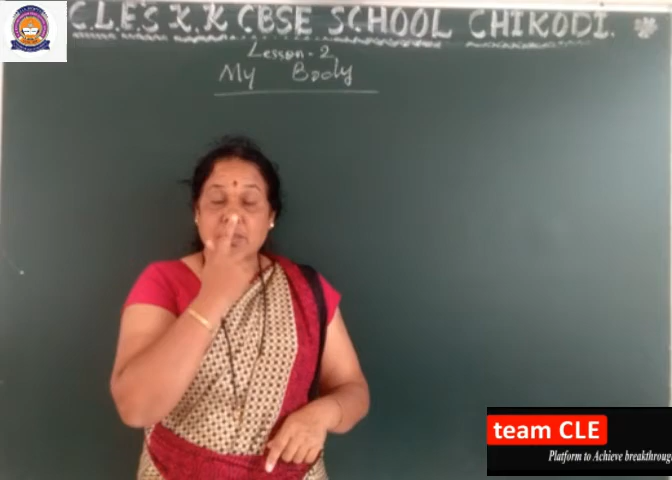 C.L.E'S K.K CBSE SCHOOL CHIKODI.
Lesson-2
My Body
team CLE
Platform to Achieve breakthroug